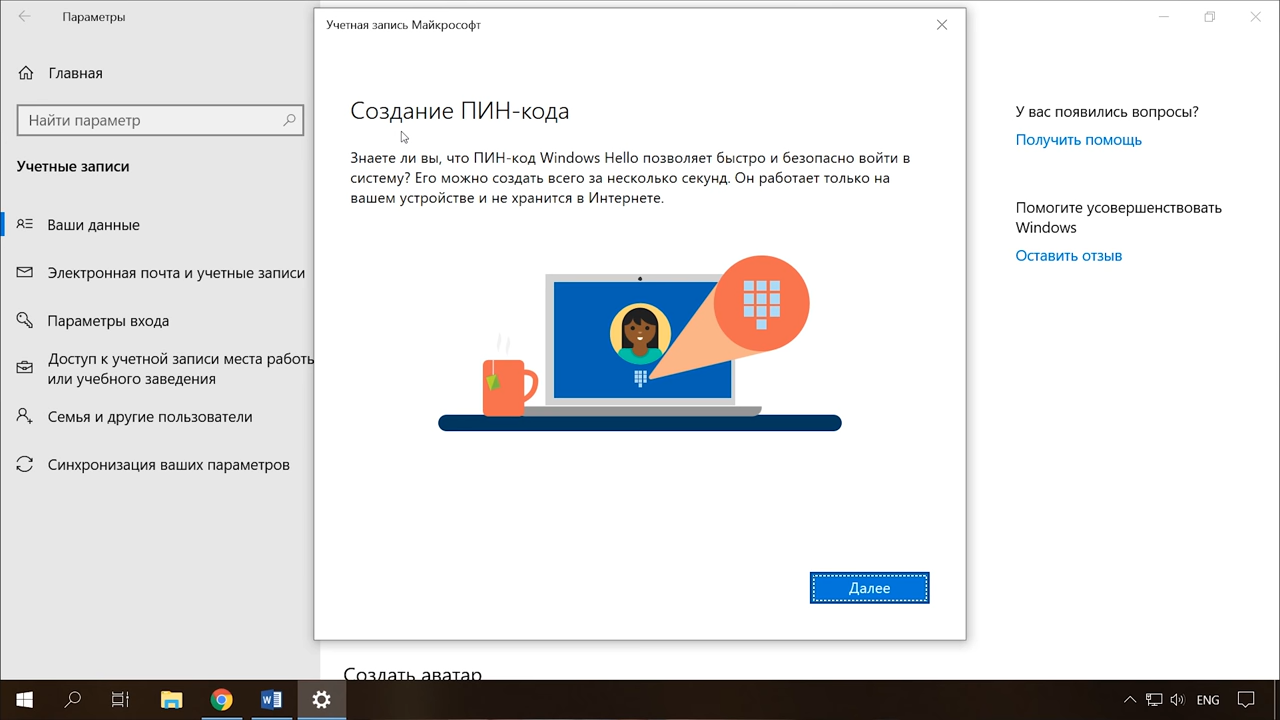 Параметры
Учетная запись Майкрософт
Главная
Найти параметр
Учетные записи
Ваши данные
Электронная почта и учетные записи
Параметры входа
Доступ к учетной записи места работь
или учебного заведения
Семья и другие пользователи
Синхронизация ваших параметров
Создание ПИН-кода
Знаете ли вы, что ПИН-код Windows Hello позволяет быстро и безопасно войти в
систему? Его можно создать всего за несколько секунд. Он работает только на
вашем устройстве и не хранится в Интернете.
Далее
У вас появились вопросы?
Получить помощь
Помогите усовершенствовать
Windows
Оставить отзыв
Создать аватар
ENG